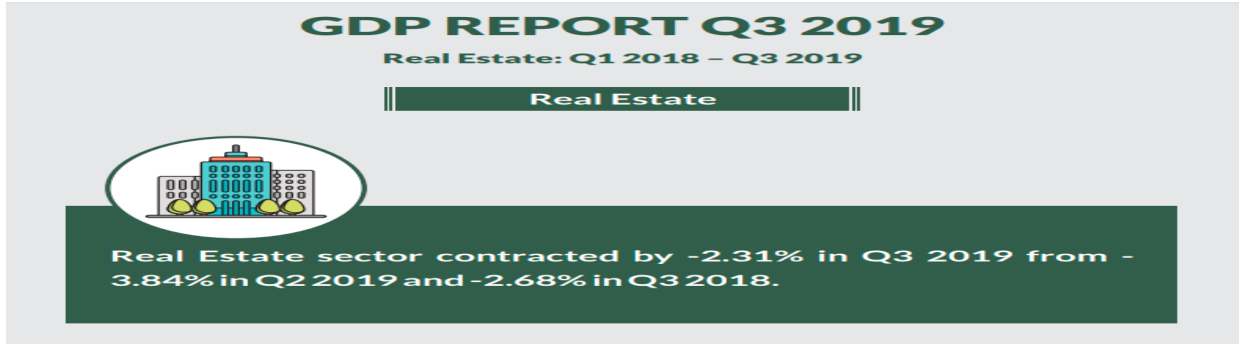 GDP REPORT Q3 2019
Real Estate: Q1 2018 – Q3 2019
Real Estate
Real Estate sector contracted by -2.31% in Q3 2019 from -
3.84% in Q2 2019 and -2.68% in Q3 2018.